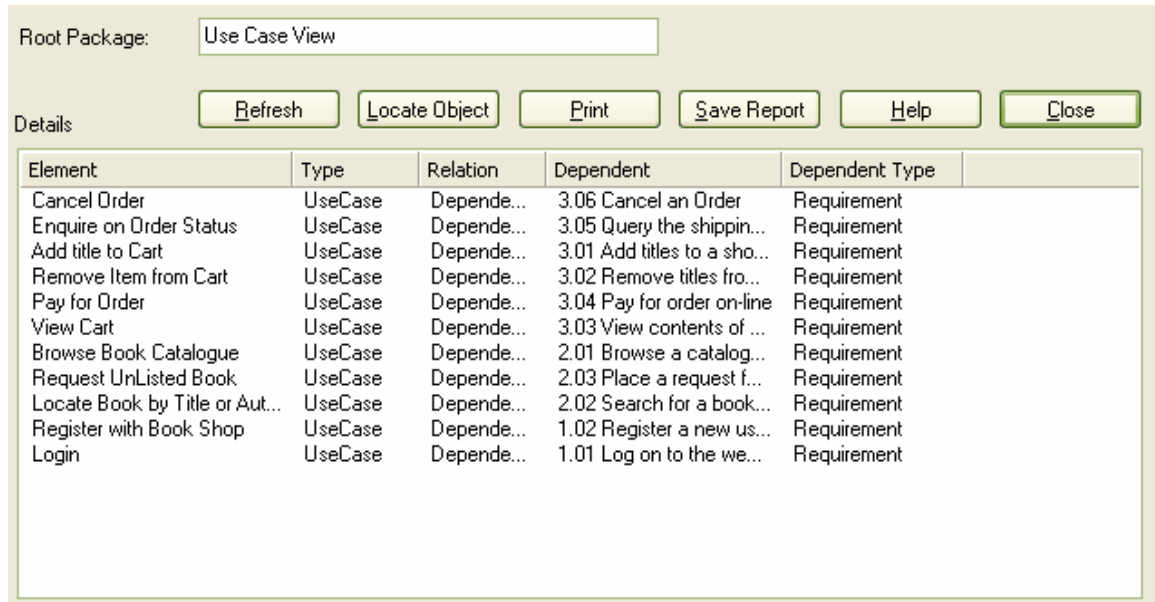 Root Package: Use Case View
Refresh Locate Object Print Save Report Help Close
Details
Element Type Relation Dependent Dependent Type
Cancel Order UseCase Depende... 3.06 Cancel an Order Requirement
Enquire on Order Status UseCase Depende... 3.05 Query the shippin... Requirement
Add title to Cart UseCase Depende... 3.01 Add titles to a sho... Requirement
Remove Item from Cart UseCase Depende... 3.02 Remove titles fro... Requirement
Pay for Order UseCase Depende... 3.04 Pay for order on-line Requirement
View Cart UseCase Depende... 3.03 View contents of ... Requirement
Browse Book Catalogue UseCase Depende... 2.01 Browse a catalog... Requirement
Request UnListed Book UseCase Depende... 2.03 Place a request f... Requirement
Locate Book by Title or Aut... UseCase Depende... 2.02 Search for a book... Requirement
Register with Book Shop UseCase Depende... 1.02 Register a new us... Requirement
Login UseCase Depende... 1.01 Log on to the we... Requirement